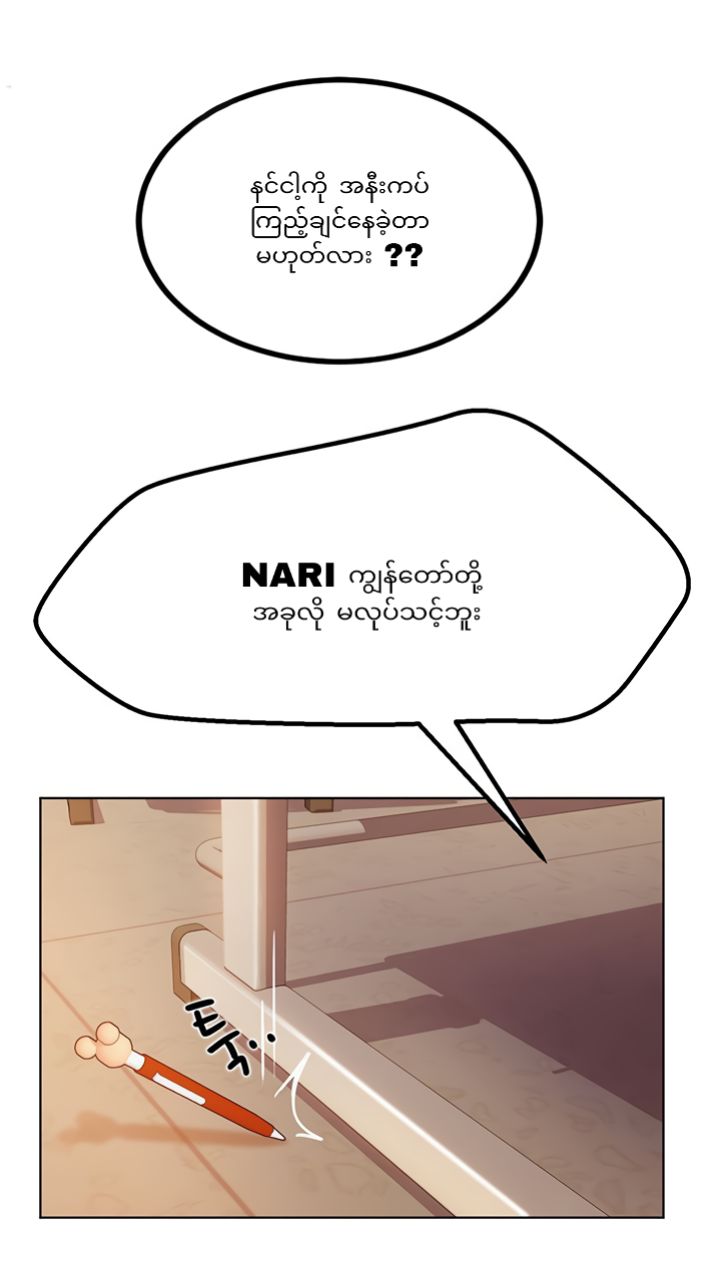 နင်ငါ့ကို အနီးကပ်
ကြည့်ချင်နေခဲ့တာ
မဟုတ်လား ??
NARI ကျွန်တော်တို့
အခုလို မလုပ်သင့်ဘူး
툭..